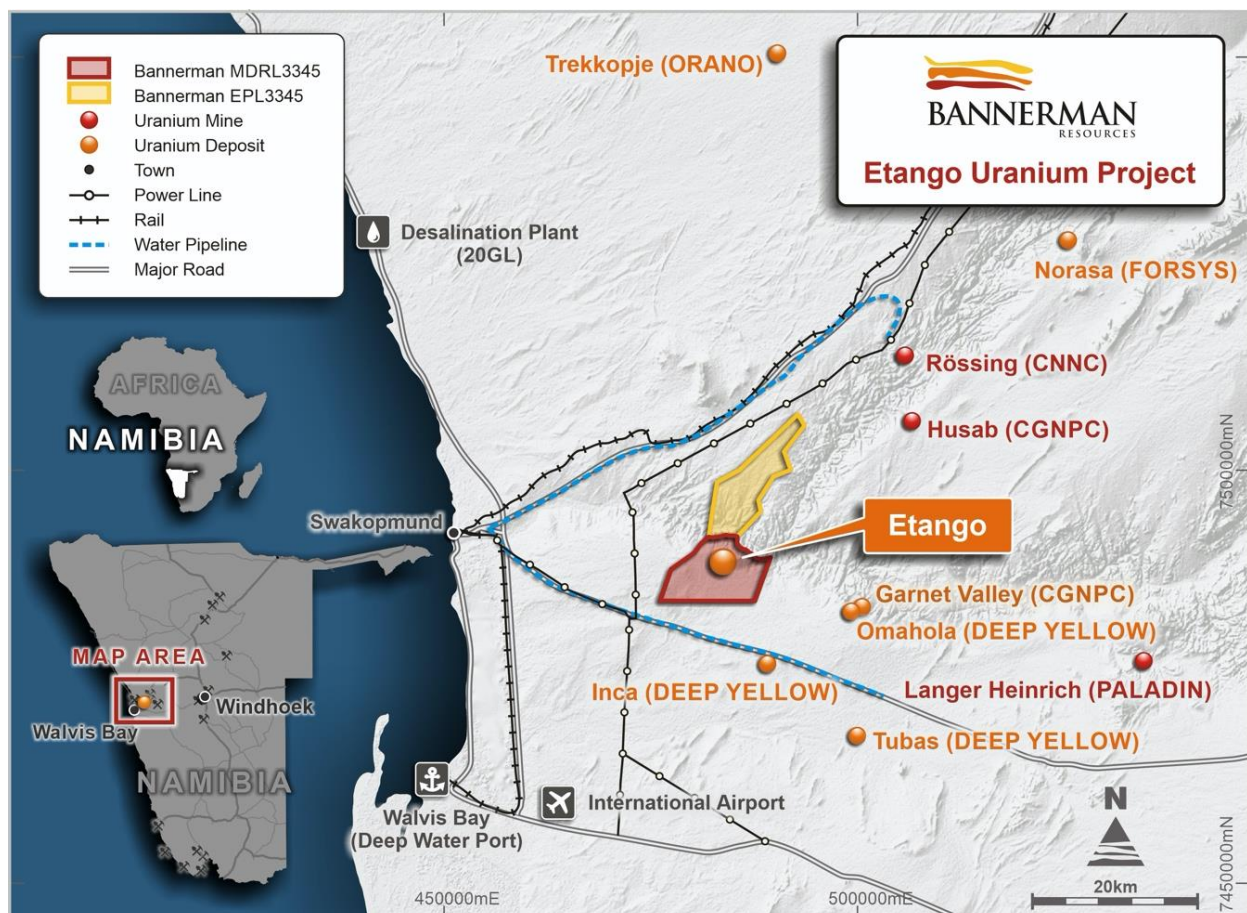 Bannerman MDRL3345
Bannerman EPL3345
Uranium Mine
Uranium Deposit
Town
Power Line
Rail
Water Pipeline
Major Road
BANNERMAN
RESOURCES
Etango Uranium Project
Trekkopje (ORANO)
Desalination Plant
(20GL)
Norasa (FORSYS)
Rössing (CNNC)
Husab (CGNPC)
AFRICA
NAMIBIA
Swakopmund
Etango
Garnet Valley (CGNPC)
Omahola (DEEP YELLOW)
Inca (DEEP YELLOW)
Langer Heinrich (PALADIN)
Tubas (DEEP YELLOW)
MAP AREA
Windhoek
Walvis Bay
NAMIBIA
Walvis Bay
(Deep Water Port)
International Airport
N
20km
450000mE
500000mE
7500000mN
7450000mN